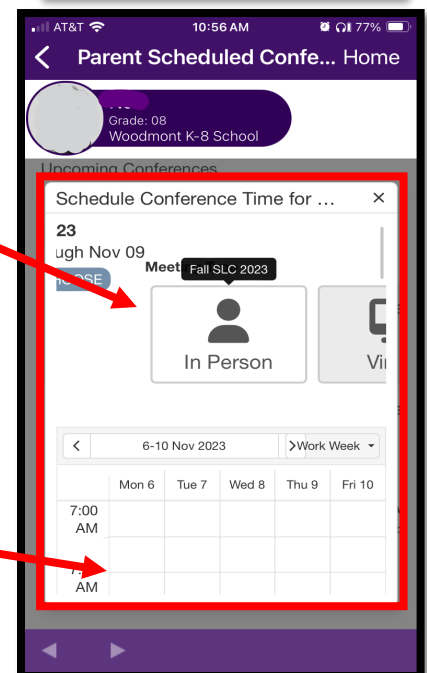 AT&T 10:56 AM 77%
Parent Scheduled Confe... Home
Grade: 08
Woodmont K-8 School
Upcoming Conferences
Schedule Conference Time for ... ×
23
ugh Nov 09
Fall SLC 2023
In Person
6-10 Nov 2023 Work Week
Mon 6 Tue 7 Wed 8 Thu 9 Fri 10
7:00
AM
AM